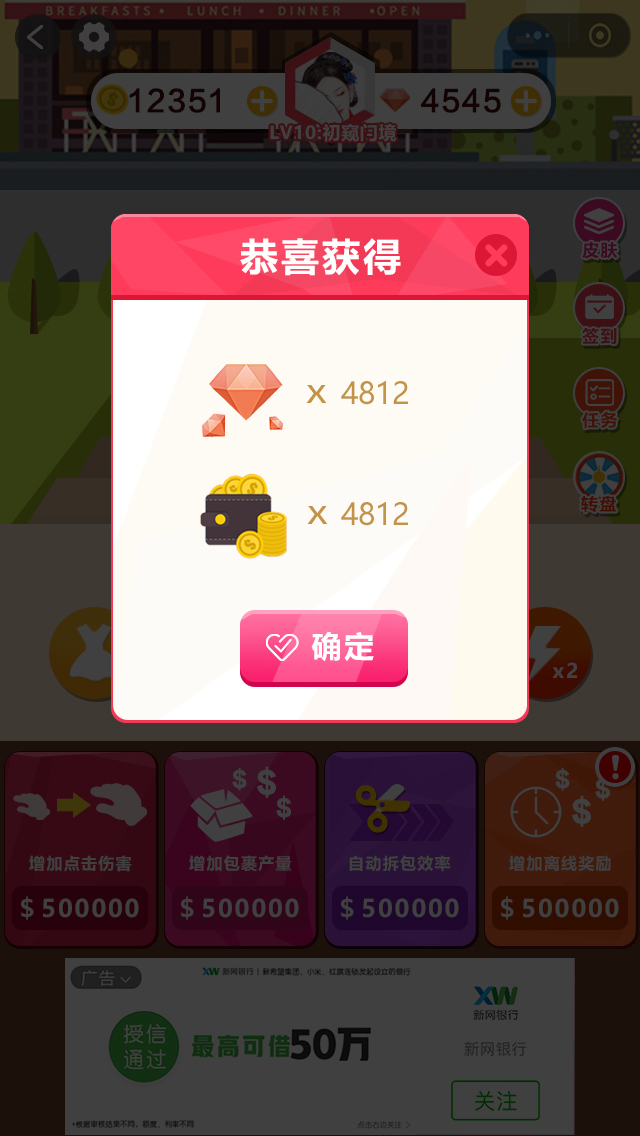 BREAKFASTS • LUNCH • DINNER •OPEN
12351
4545
LV10:初窥门境
恭喜获得
皮肤
签到
任务
转盘
x 4812
x 4812
确定
x2
增加点击伤害
增加包裹产量
自动拆包效率
增加离线奖励
$500000
$500000
$500000
$500000
广告
XW 新网银行 | 新希望集团、小米、红旗连锁发起设立的银行
授信
通过
最高可借50万
XW
新网银行
新网银行
关注
*根据审核结果不同，额度、利率不同
点击右边关注 >